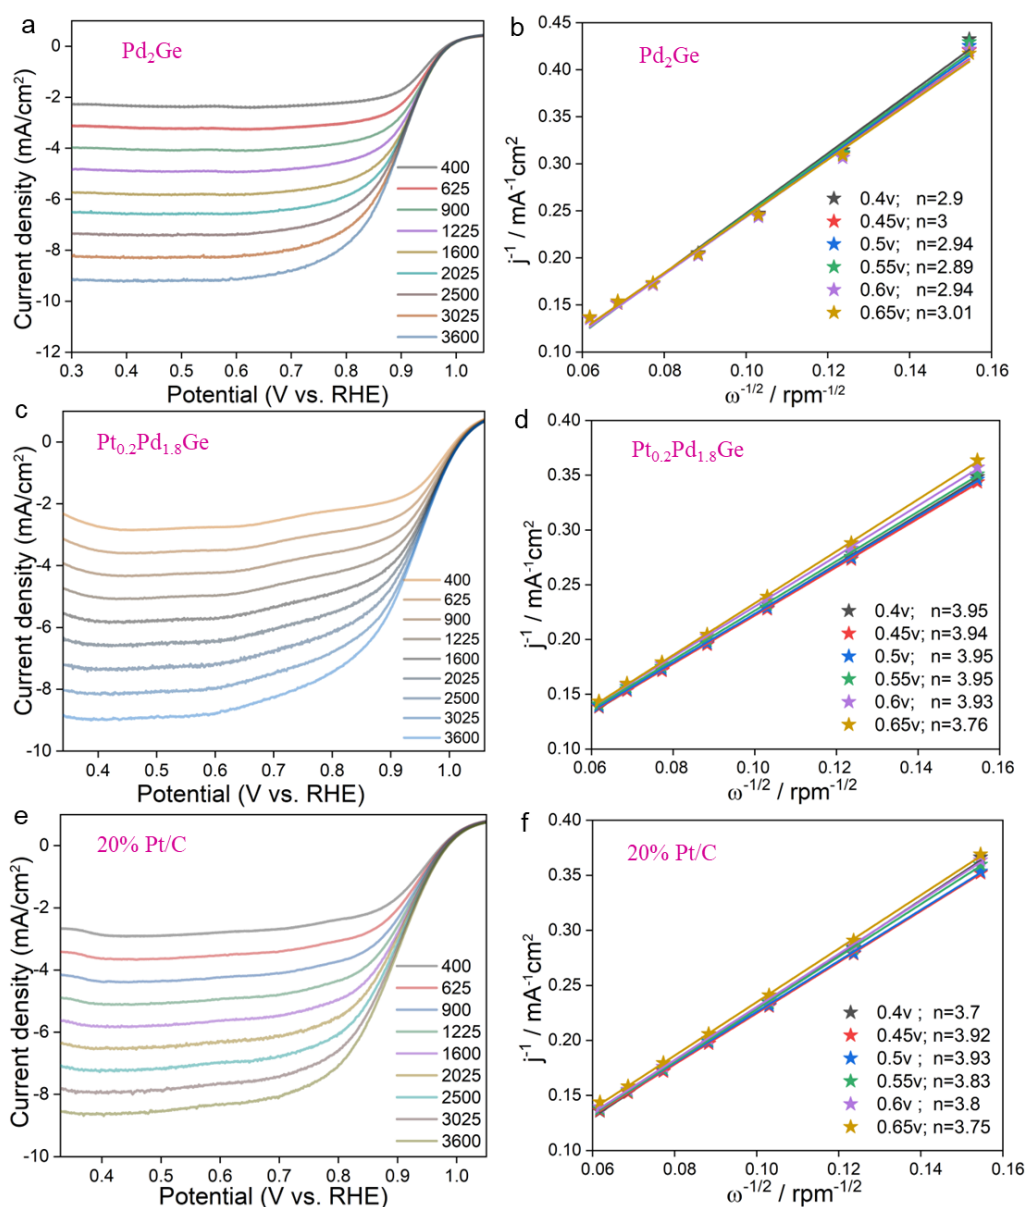 a
Pd2Ge
Current density (mA/cm2)
0
-2
-4
-6
-8
-10
-12
0.3 0.4 0.5 0.6 0.7 0.8 0.9 1.0
Potential (V vs. RHE)
400
625
900
1225
1600
2025
2500
3025
3600
b
Pd2Ge
j-1 / mA-1cm2
0.45
0.40
0.35
0.30
0.25
0.20
0.15
0.10
0.06 0.08 0.10 0.12 0.14 0.16
ω-1/2 / rpm-1/2
0.4v; n=2.9
0.45v; n=3
0.5v; n=2.94
0.55v; n=2.89
0.6v; n=2.94
0.65v; n=3.01
c
Pt0.2Pd1.8Ge
Current density (mA/cm2)
0
-2
-4
-6
-8
-10
0.4 0.5 0.6 0.7 0.8 0.9 1.0
Potential (V vs. RHE)
400
625
900
1225
1600
2025
2500
3025
3600
d
Pt0.2Pd1.8Ge
j-1 / mA-1cm2
0.40
0.35
0.30
0.25
0.20
0.15
0.10
0.06 0.08 0.10 0.12 0.14 0.16
ω-1/2 / rpm-1/2
0.4v; n=3.95
0.45v; n=3.94
0.5v; n= 3.95
0.55v; n= 3.95
0.6v; n= 3.93
0.65v; n=3.76
e
20% Pt/C
Current density (mA/cm2)
0
-2
-4
-6
-8
-10
0.4 0.5 0.6 0.7 0.8 0.9 1.0
Potential (V vs. RHE)
400
625
900
1225
1600
2025
2500
3025
3600
f
20% Pt/C
j-1 / mA-1cm2
0.40
0.35
0.30
0.25
0.20
0.15
0.10
0.06 0.08 0.10 0.12 0.14 0.16
ω-1/2 / rpm-1/2
0.4v ; n=3.7
0.45v; n=3.92
0.5v ; n=3.93
0.55v; n=3.83
0.6v ; n=3.8
0.65v; n=3.75